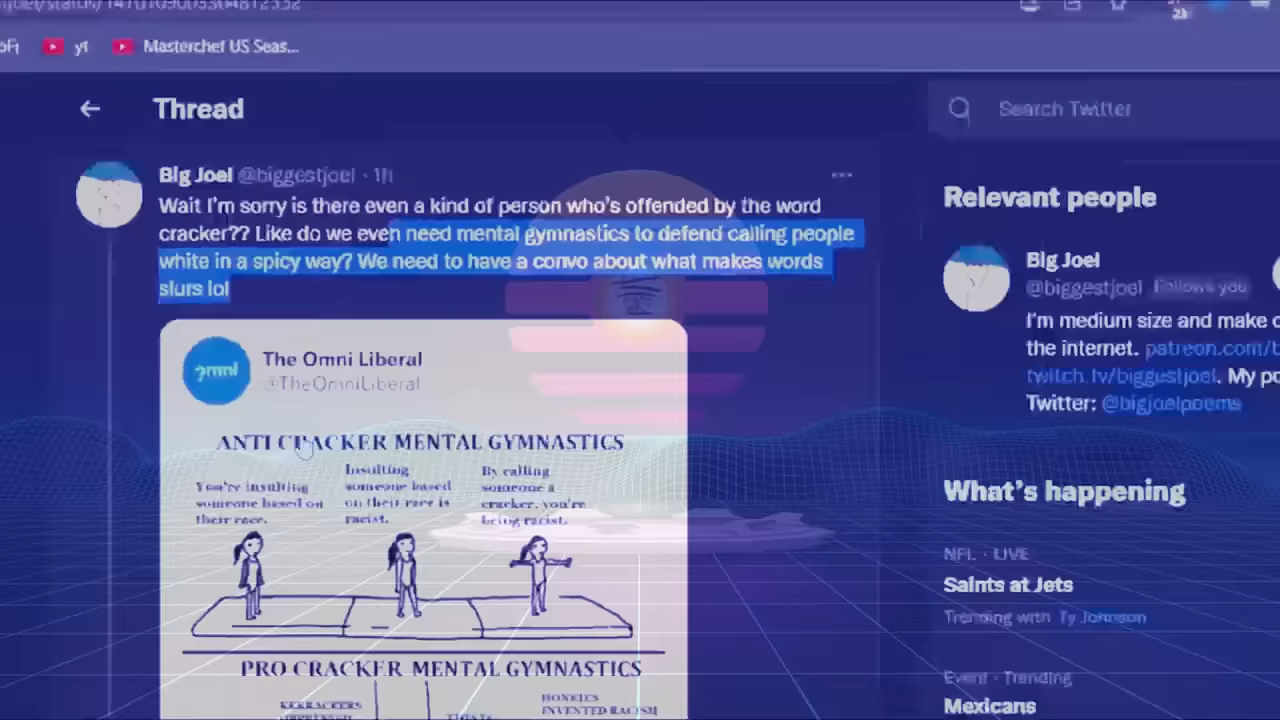 yt
Masterchef US Seas...
Thread
Search Twitter
Big Joel @biggestjoel · 1h
Wait I'm sorry is there even a kind of person who's offended by the word
cracker?? Like do we even need mental gymnastics to defend calling people
white in a spicy way? We need to have a convo about what makes words
slurs lol
Relevant people
Big Joel
@biggestjoel Follows you
I'm medium size and make
the internet. patreon.com/
twitch.tv/biggestjoel. My
Twitter: @bigjoelpoems
omni
The Omni Liberal
@TheOmniLiberal
ANTI CRACKER MENTAL GYMNASTICS
You're insulting
someone based on
their race.
Insulting
someone based
on their race is
racist.
By calling
someone a
cracker, you're
being racist.
PRO CRACKER MENTAL GYMNASTICS
HONKIES
INVENTED RACISM
What's happening
NFL · LIVE
Saints at Jets
Trending with Ty Johnson
Event · Trending
Mexicans